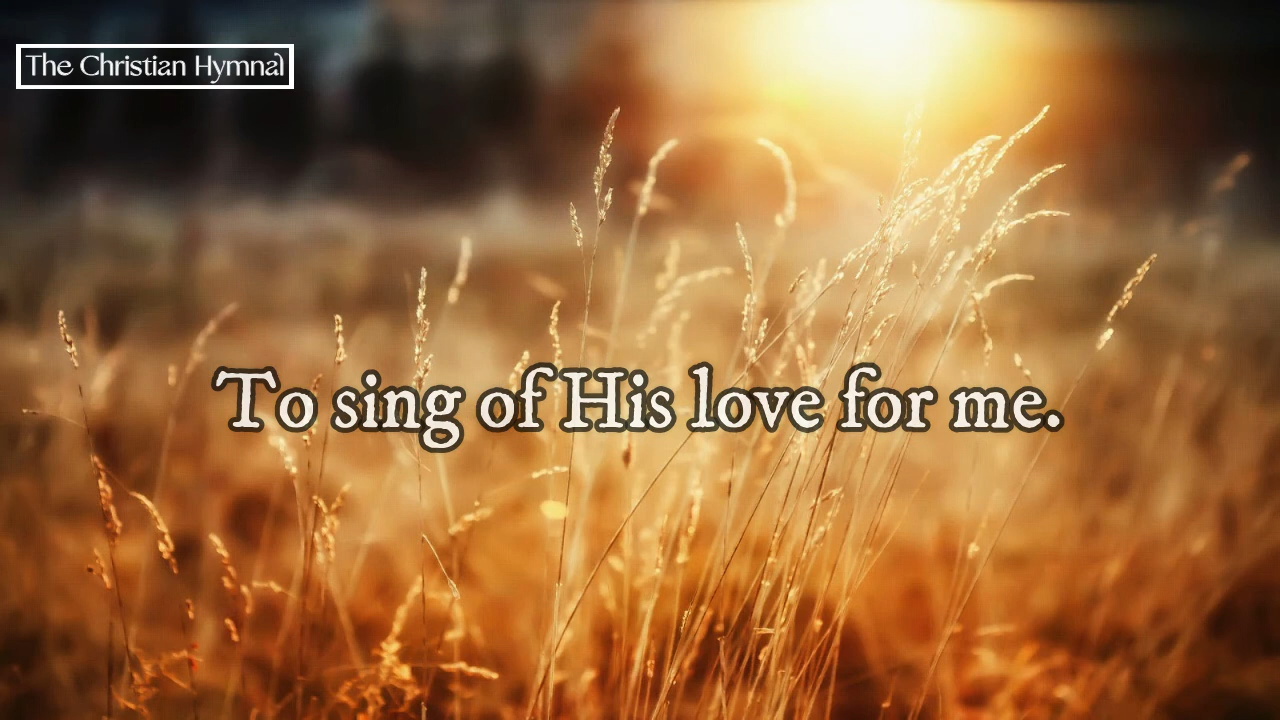 The Christian Hymnal
To sing of His love for me.